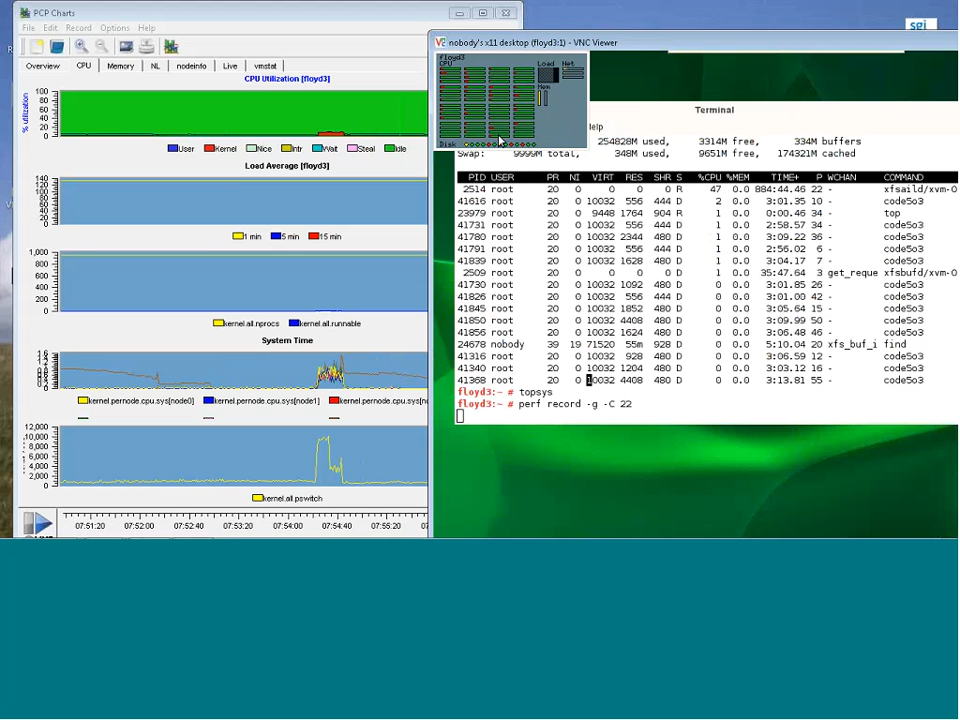 PCP Charts
File Edit Record Options Help
Overview CPU Memory NL nodeinfo Live vmstat
CPU Utilization [floyd3]
% utilization
100
80
60
40
20
0
User Kernel Nice Intr Wait Steal Idle
Load Average [floyd3]
140
120
100
80
60
40
20
0
1 min 5 min 15 min
1,000
800
600
400
200
0
kernel.all.nprocs kernel.all.runnable
System Time
kernel.pernode.cpu.sys[node0] kernel.pernode.cpu.sys[node1] kernel.pernode.cpu.sys
12,000
10,000
8,000
6,000
4,000
2,000
0
kernel.all.pswitch
07:51:20 07:52:00 07:52:40 07:53:20 07:54:00 07:54:40 07:55:20
sgi
nobody's x11 desktop (floyd3:1) - VNC Viewer
floyd3
CPU Load Net
Mem
Disk
Terminal
elp
254828M used, 3314M free, 334M buffers
Swap: 9999M total, 348M used, 9651M free, 174321M cached
PID USER PR NI VIRT RES SHR S %CPU %MEM TIME+ P WCHAN COMMAND
2514 root 20 0 0 0 0 R 47 0.0 884:44.46 22 - xfsaild/xvm-0
41616 root 20 0 10032 556 444 D 2 0.0 3:01.35 10 - code5o3
23979 root 20 0 9448 1764 904 R 1 0.0 0:00.46 34 - top
41731 root 20 0 10032 556 444 D 1 0.0 2:58.57 34 - code5o3
41780 root 20 0 10032 2344 480 D 1 0.0 3:09.22 36 - code5o3
41791 root 20 0 10032 556 444 D 1 0.0 2:56.02 6 - code5o3
41839 root 20 0 10032 1628 480 D 1 0.0 3:04.17 7 - code5o3
2509 root 20 0 0 0 0 D 1 0.0 35:47.64 3 get_reque xfsbufd/xvm-0
41730 root 20 0 10032 1092 480 D 0 0.0 3:01.85 26 - code5o3
41826 root 20 0 10032 556 444 D 0 0.0 3:01.00 42 - code5o3
41845 root 20 0 10032 1852 480 D 0 0.0 3:05.64 15 - code5o3
41850 root 20 0 10032 4408 480 D 0 0.0 3:09.99 50 - code5o3
41856 root 20 0 10032 1624 480 D 0 0.0 3:06.48 46 - code5o3
24678 nobody 39 19 71520 55m 928 D 0 0.0 5:10.04 20 xfs_buf_i find
41316 root 20 0 10032 928 480 D 0 0.0 3:06.59 12 - code5o3
41340 root 20 0 10032 1204 480 D 0 0.0 3:03.12 16 - code5o3
41368 root 20 0 10032 4408 480 D 0 0.0 3:13.81 55 - code5o3
floyd3:~ # topsys
floyd3:~ # perf record -g -C 22